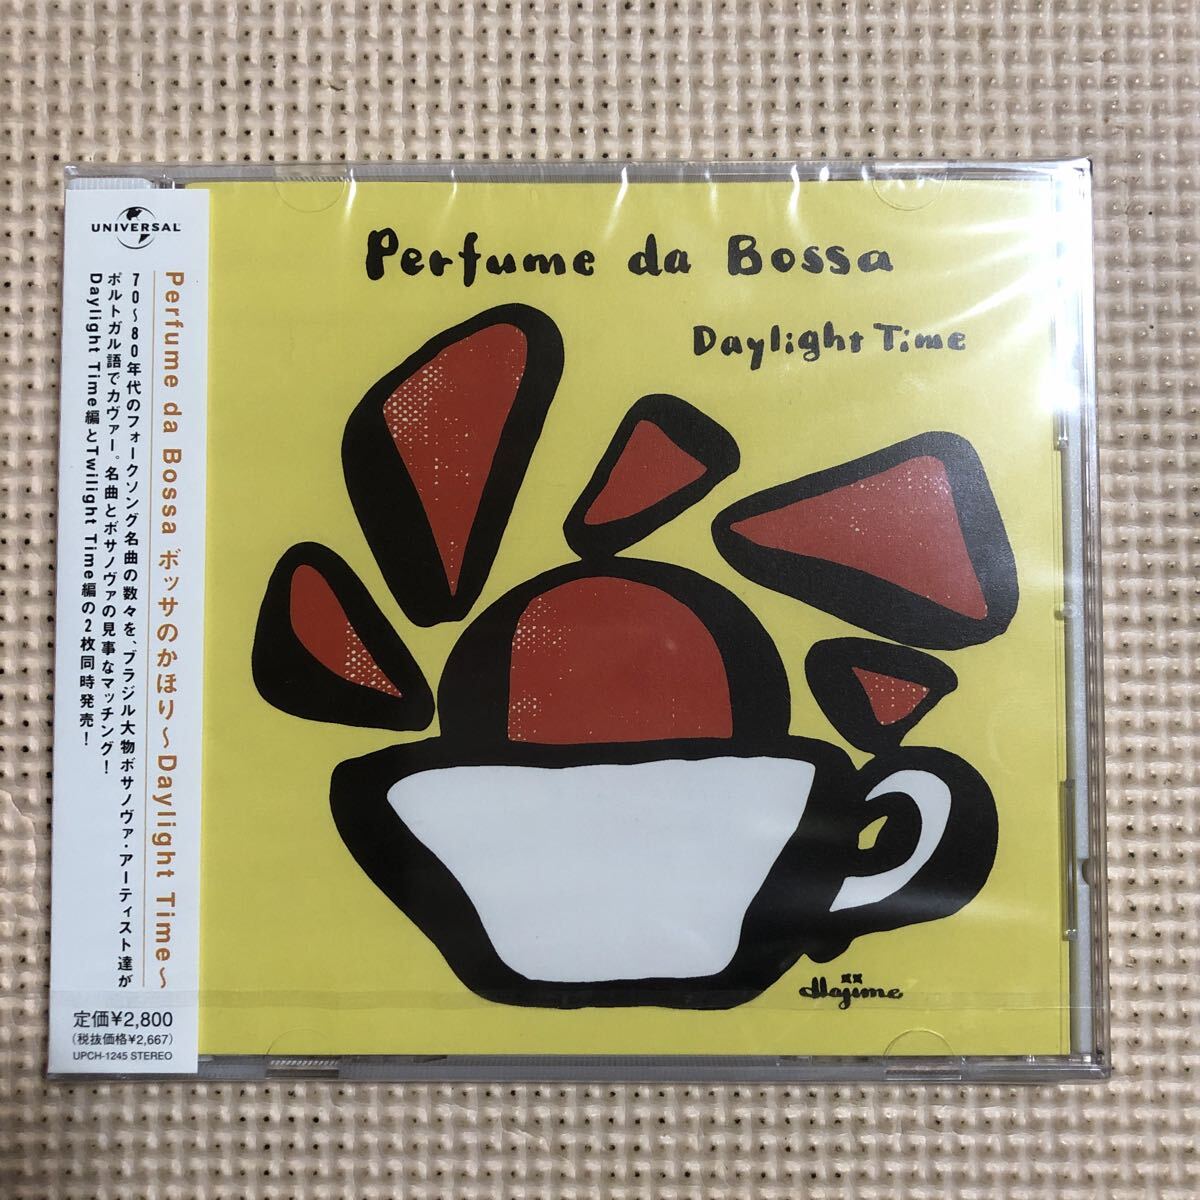 UNIVERSAL
Perfume da Bossa ボッサのかほり～Daylight Time～
70～80年代のフォークソング名曲の数々を、ブラジル大物ボサノヴァ・アーティスト達が
ポルトガル語でカヴァー。名曲とボサノヴァの見事なマッチング！
Daylight Time編とTwilight Time編の2枚同時発売！
定価¥2,800
(税抜価格¥2,667)
UPCH-1245 STEREO
Perfume da Bossa
Daylight Time
Hajime